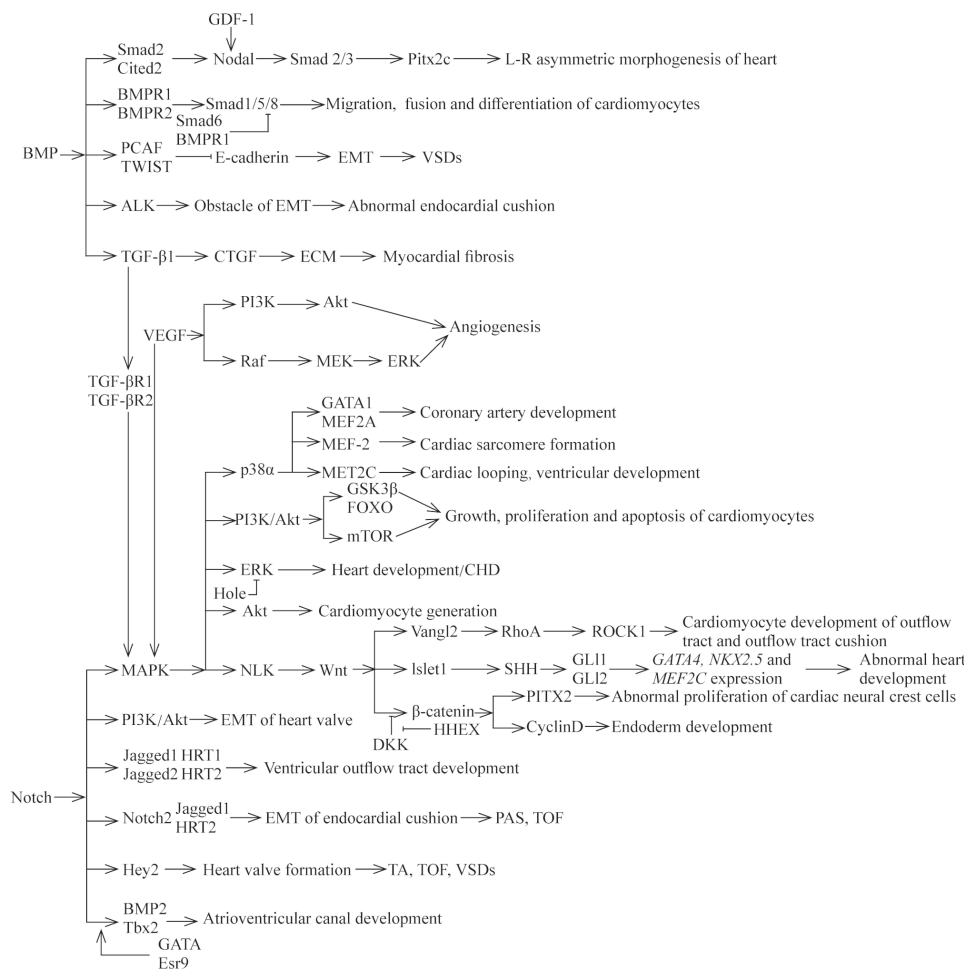 GDF-1
Smad2
Cited2
Nodal
Smad 2/3
Pitx2c
L-R asymmetric morphogenesis of heart
BMPR1
BMPR2
Smad1/5/8
Migration, fusion and differentiation of cardiomyocytes
Smad6
BMPR1
BMP
PCAF
TWIST
E-cadherin
EMT
VSDs
ALK
Obstacle of EMT
Abnormal endocardial cushion
TGF-β1
CTGF
ECM
Myocardial fibrosis
VEGF
PI3K
Akt
Angiogenesis
Raf
MEK
ERK
TGF-βR1
TGF-βR2
p38α
GATA1
MEF2A
Coronary artery development
MEF-2
Cardiac sarcomere formation
MET2C
Cardiac looping, ventricular development
PI3K/Akt
GSK3β
FOXO
mTOR
Growth, proliferation and apoptosis of cardiomyocytes
ERK
Heart development/CHD
Hole
Akt
Cardiomyocyte generation
MAPK
NLK
Wnt
Vangl2
RhoA
ROCK1
Cardiomyocyte development of outflow
tract and outflow tract cushion
Islet1
SHH
GLI1
GLI2
GATA4, NKX2.5 and
MEF2C expression
Abnormal heart
development
β-catenin
PITX2
Abnormal proliferation of cardiac neural crest cells
CyclinD
Endoderm development
DKK
HHEX
Notch
PI3K/Akt
EMT of heart valve
Jagged1 HRT1
Jagged2 HRT2
Ventricular outflow tract development
Notch2
Jagged1
HRT2
EMT of endocardial cushion
PAS, TOF
Hey2
Heart valve formation
TA, TOF, VSDs
BMP2
Tbx2
Atrioventricular canal development
GATA
Esr9